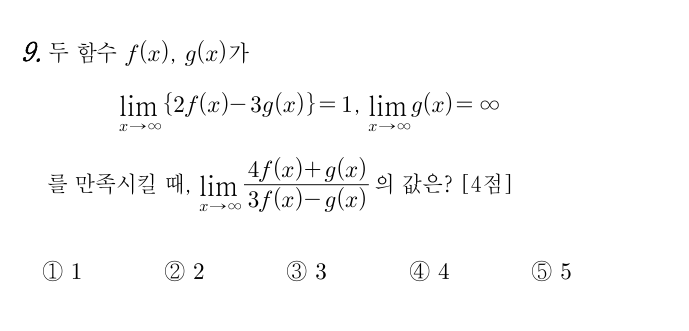 9. 두 함수 f(x), g(x)가
lim_{x→∞} {2f(x)−3g(x)}=1, lim_{x→∞} g(x)=∞
를 만족시킬 때, lim_{x→∞} \frac{4f(x)+g(x)}{3f(x)−g(x)} 의 값은? [4점]
① 1 ② 2 ③ 3 ④ 4 ⑤ 5